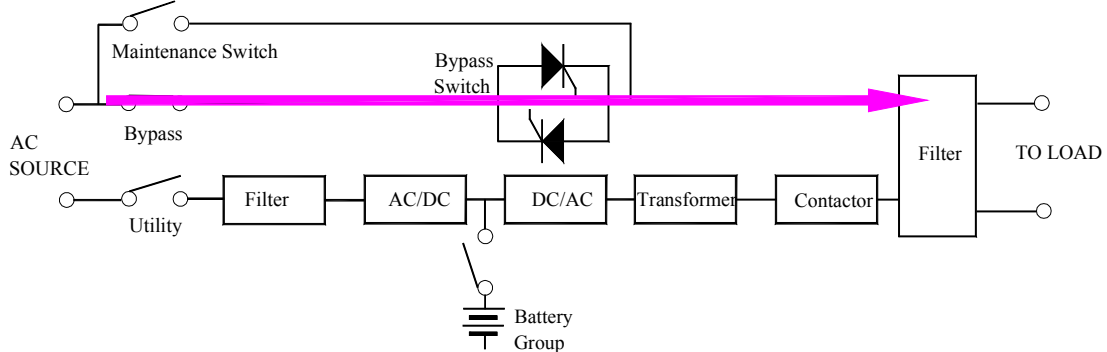 Maintenance Switch
Bypass
Switch
Bypass
AC
SOURCE
Filter
TO LOAD
Utility
Filter
AC/DC
DC/AC
Transformer
Contactor
Battery
Group